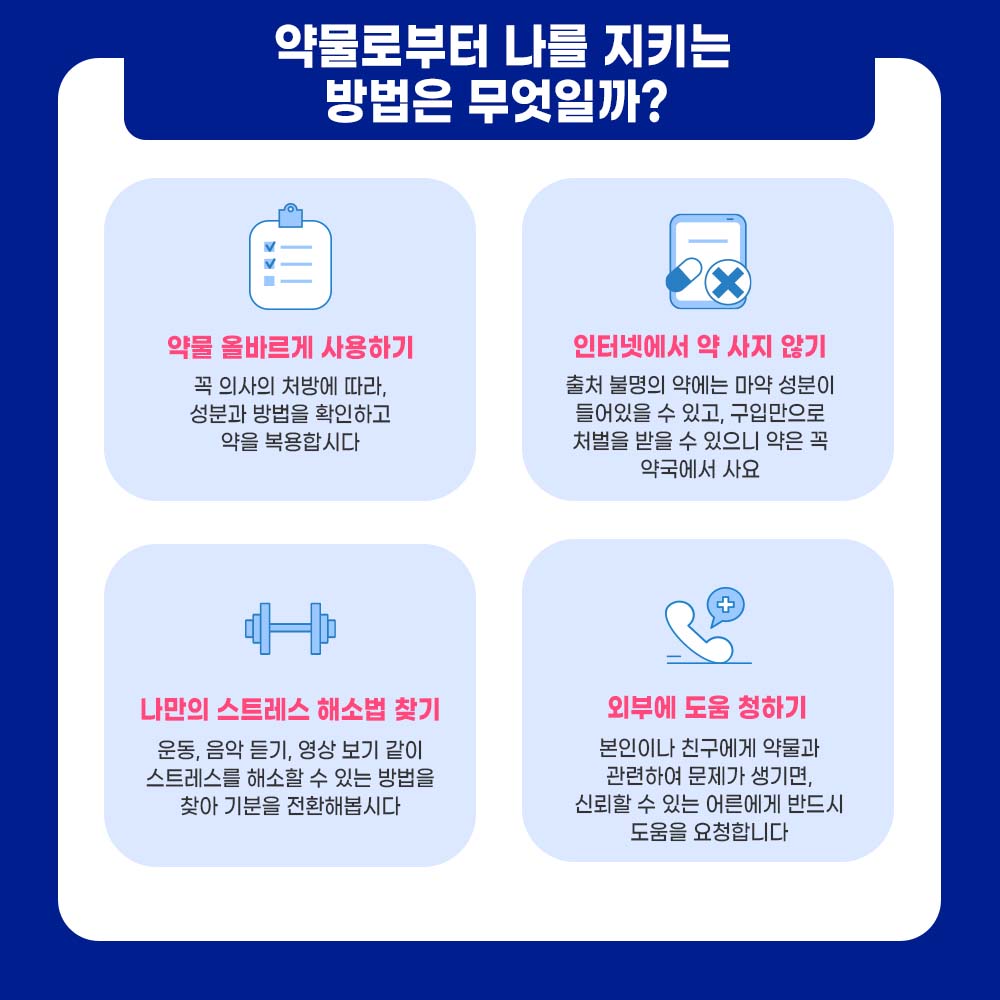 약물로부터 나를 지키는
방법은 무엇일까?
약물 올바르게 사용하기
꼭 의사의 처방에 따라,
성분과 방법을 확인하고
약을 복용합시다
인터넷에서 약 사지 않기
출처 불명의 약에는 마약 성분이
들어있을 수 있고, 구입만으로
처벌을 받을 수 있으니 약은 꼭
약국에서 사요
나만의 스트레스 해소법 찾기
운동, 음악 듣기, 영상 보기 같이
스트레스를 해소할 수 있는 방법을
찾아 기분을 전환해봅시다
외부에 도움 청하기
본인이나 친구에게 약물과
관련하여 문제가 생기면,
신뢰할 수 있는 어른에게 반드시
도움을 요청합니다